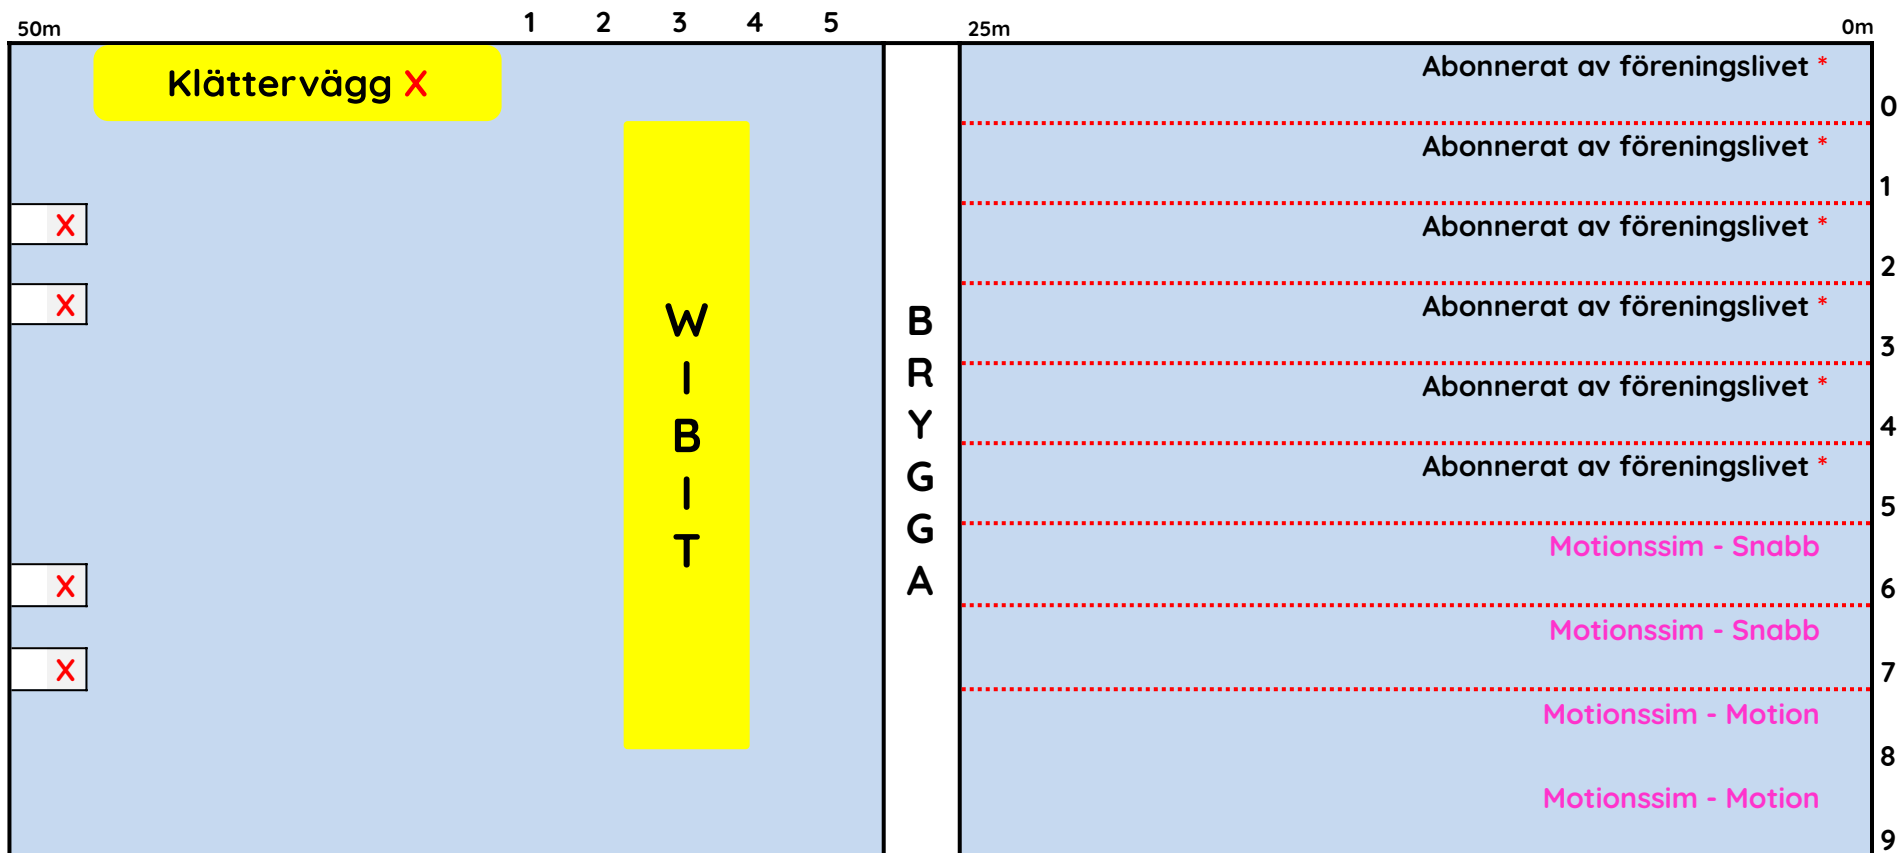 1 2 3 4 5
50m
25m
0m
Klättervägg X
Abonnerat av föreningslivet *
0
Abonnerat av föreningslivet *
1
X
Abonnerat av föreningslivet *
2
X
Abonnerat av föreningslivet *
3
Abonnerat av föreningslivet *
4
Abonnerat av föreningslivet *
5
W
I
B
I
T
B
R
Y
G
G
A
Motionssim - Snabb
6
X
Motionssim - Snabb
7
X
Motionssim - Motion
8
Motionssim - Motion
9